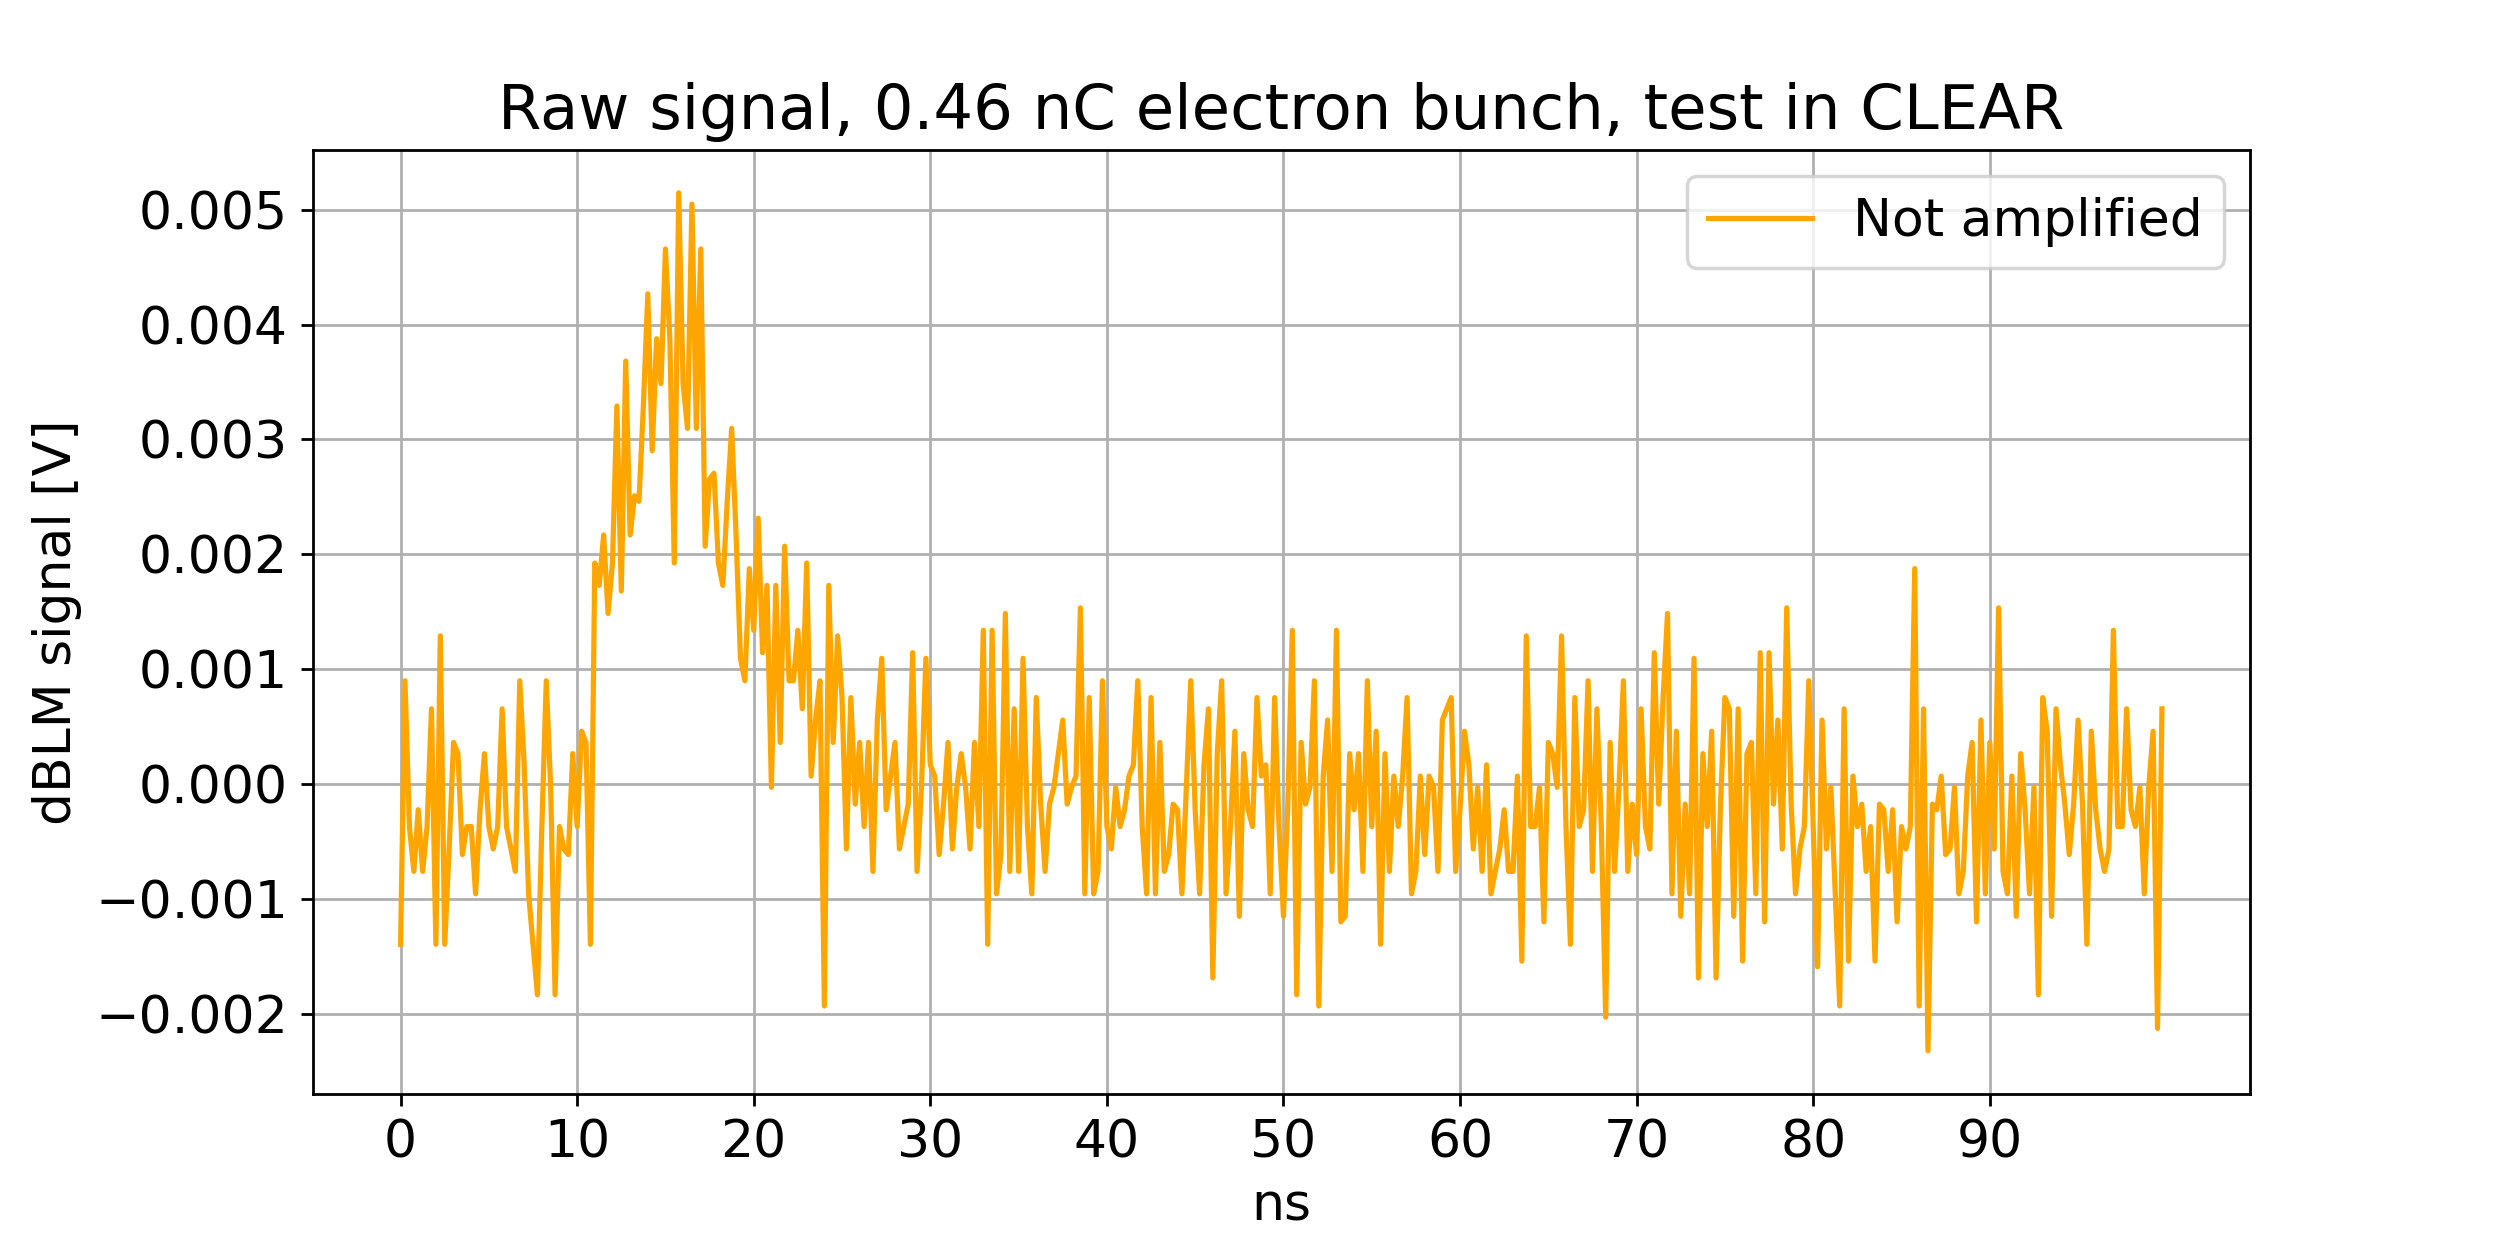 Raw signal, 0.46 nC electron bunch, test in CLEAR
Not amplified
dBLM signal [V]
0.005
0.004
0.003
0.002
0.001
0.000
−0.001
−0.002
0 10 20 30 40 50 60 70 80 90
ns